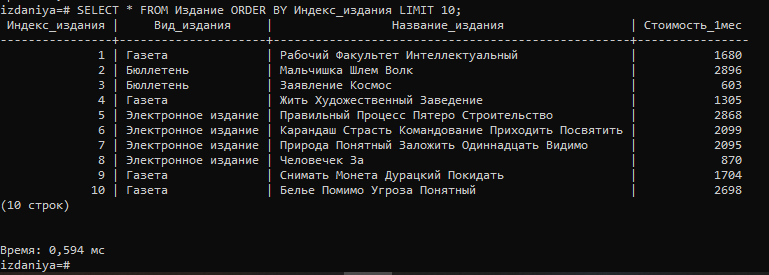 izdaniya=# SELECT * FROM Издание ORDER BY Индекс_издания LIMIT 10;
Индекс_издания | Вид_издания | Название_издания | Стоимость_1мес
----------------+--------------------+-----------------------------------------------+----------------
1 | Газета | Рабочий Факультет Интеллектуальный | 1680
2 | Бюллетень | Мальчишка Шлем Волк | 2896
3 | Бюллетень | Заявление Космос | 603
4 | Газета | Жить Художественный Заведение | 1305
5 | Электронное издание | Правильный Процесс Пятеро Строительство | 2868
6 | Электронное издание | Карандаш Страсть Командование Приходить Посвятить | 2099
7 | Электронное издание | Природа Понятный Заложить Одиннадцать Видимо | 2095
8 | Электронное издание | Человечек За | 870
9 | Газета | Снимать Монета Дурацкий Покидать | 1704
10 | Газета | Белье Помимо Угроза Понятный | 2698
(10 строк)
Время: 0,594 мс
izdaniya=#